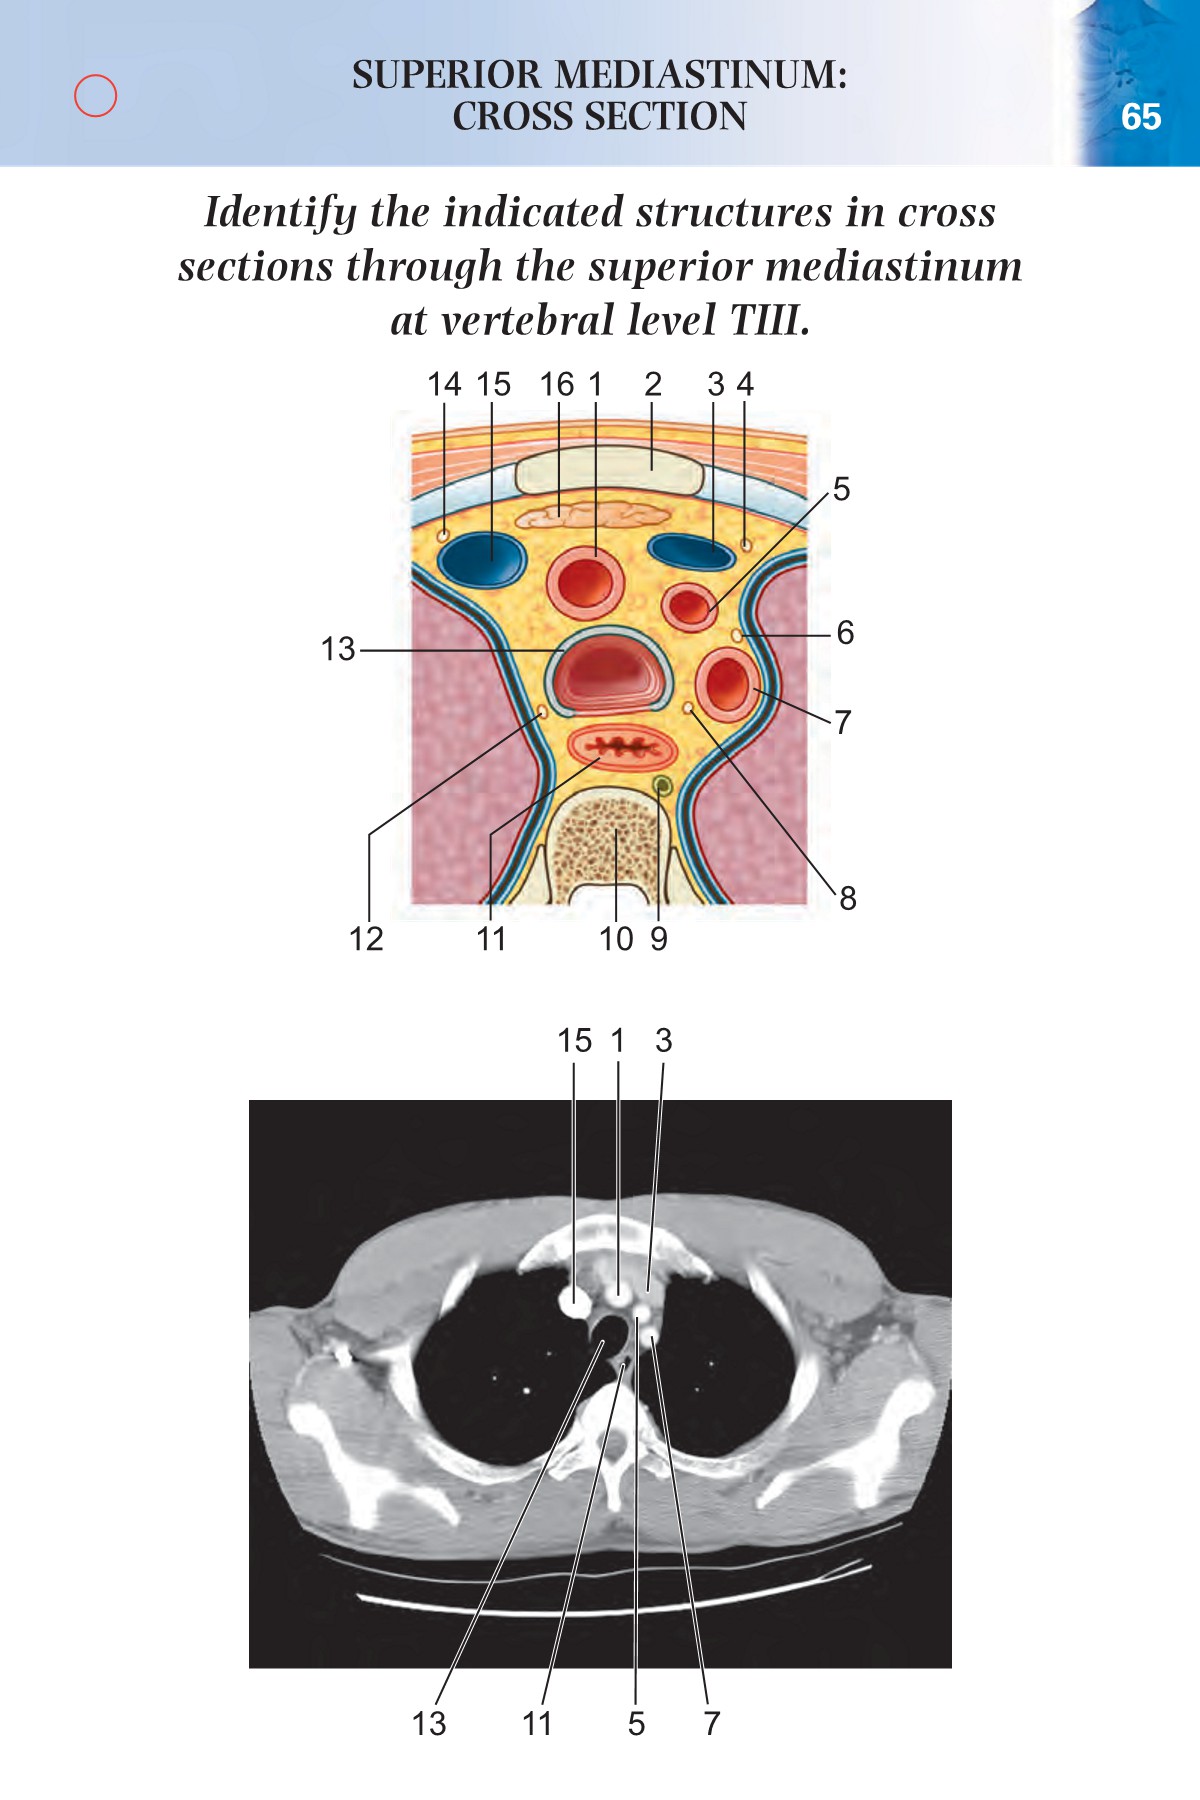 SUPERIOR MEDIASTINUM:
CROSS SECTION
65
Identify the indicated structures in cross
sections through the superior mediastinum
at vertebral level TIII.
14 15 16 1 2 3 4
5
6
13
7
8
12 11 10 9
15 1 3
13 11 5 7